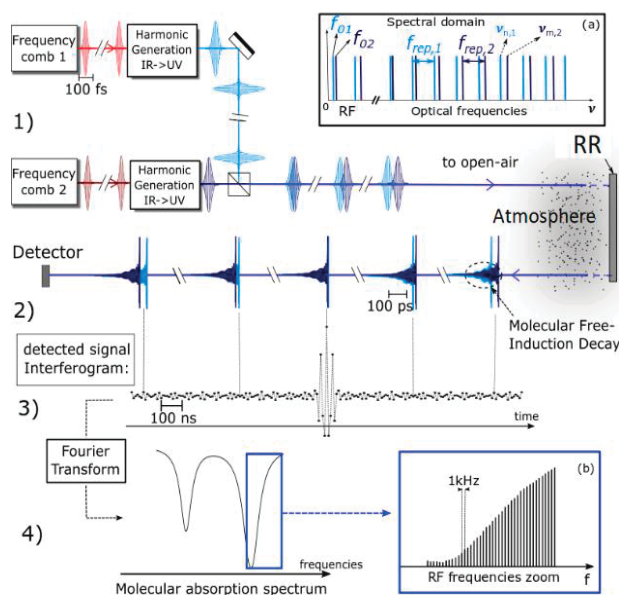 Frequency
comb 1
Harmonic
Generation
IR->UV
100 fs
1)
Spectral domain
(a)
f01
f02
frep,1
frep,2
νn,1
νm,2
0
RF
Optical frequencies
ν
Frequency
comb 2
Harmonic
Generation
IR->UV
to open-air
RR
Atmosphere
Detector
2)
100 ps
Molecular Free-
Induction Decay
detected signal
Interferogram:
3)
100 ns
time
Fourier
Transform
4)
frequencies
Molecular absorption spectrum
(b)
1kHz
RF frequencies zoom
f